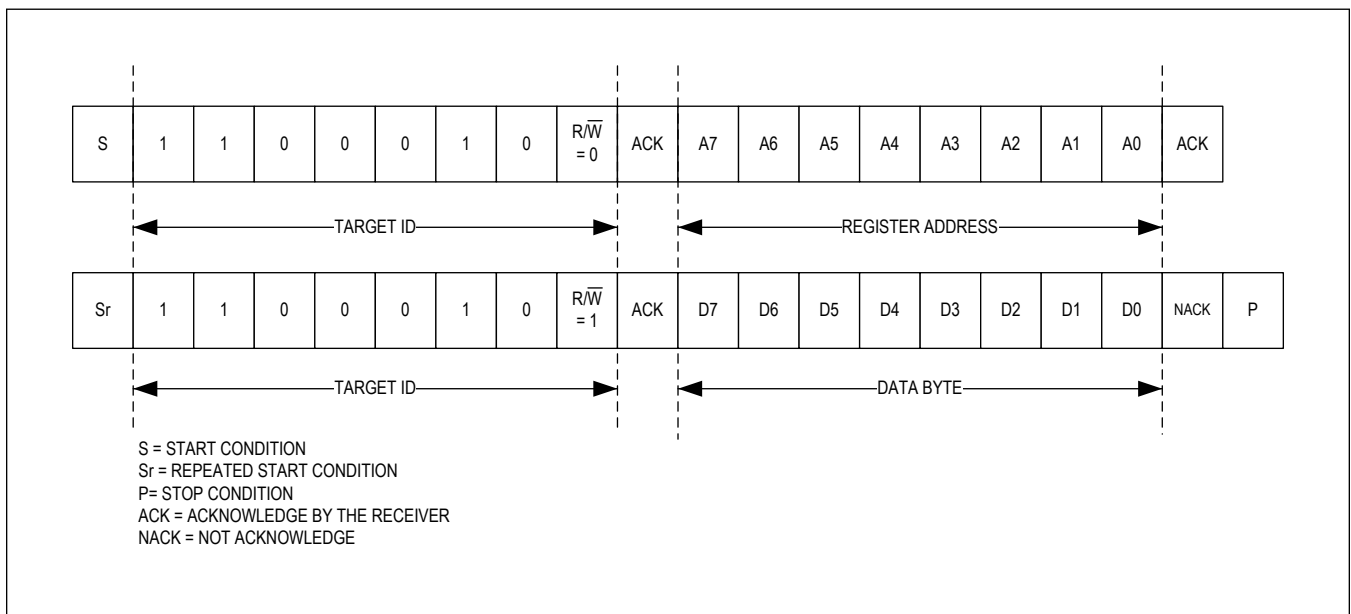 S 1 1 0 0 0 1 0 R/W̅ = 0 ACK A7 A6 A5 A4 A3 A2 A1 A0 ACK
TARGET ID REGISTER ADDRESS
Sr 1 1 0 0 0 1 0 R/W̅ = 1 ACK D7 D6 D5 D4 D3 D2 D1 D0 NACK P
TARGET ID DATA BYTE
S = START CONDITION
Sr = REPEATED START CONDITION
P= STOP CONDITION
ACK = ACKNOWLEDGE BY THE RECEIVER
NACK = NOT ACKNOWLEDGE